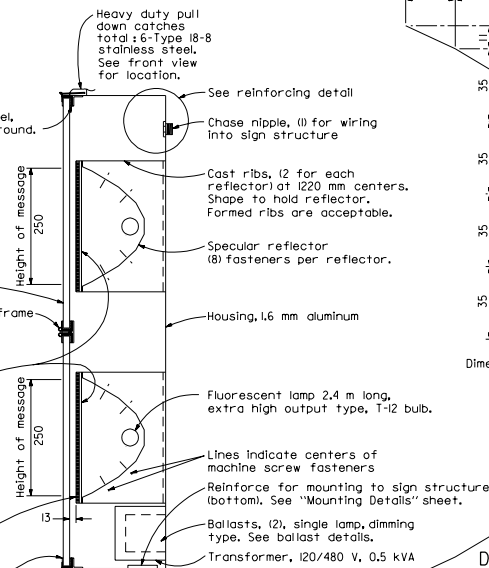 Heavy duty pull
down catches
total : 6-Type 18-8
stainless steel.
See front view
for location.
el,
ound.
See reinforcing detail
Chase nipple, (1) for wiring
into sign structure
Cast ribs, (2 for each
reflector) at 1220 mm centers.
Shape to hold reflector.
Formed ribs are acceptable.
Height of message
250
Specular reflector
(8) fasteners per reflector.
frame
Housing, 1.6 mm aluminum
Height of message
250
Fluorescent lamp 2.4 m long,
extra high output type, T-12 bulb.
Lines indicate centers of
machine screw fasteners
Reinforce for mounting to sign structure
(bottom). See "Mounting Details" sheet.
13
Ballasts, (2), single lamp, dimming
type. See ballast details.
Transformer, 120/480 V, 0.5 kVA
35
35
35
35
Dime
D